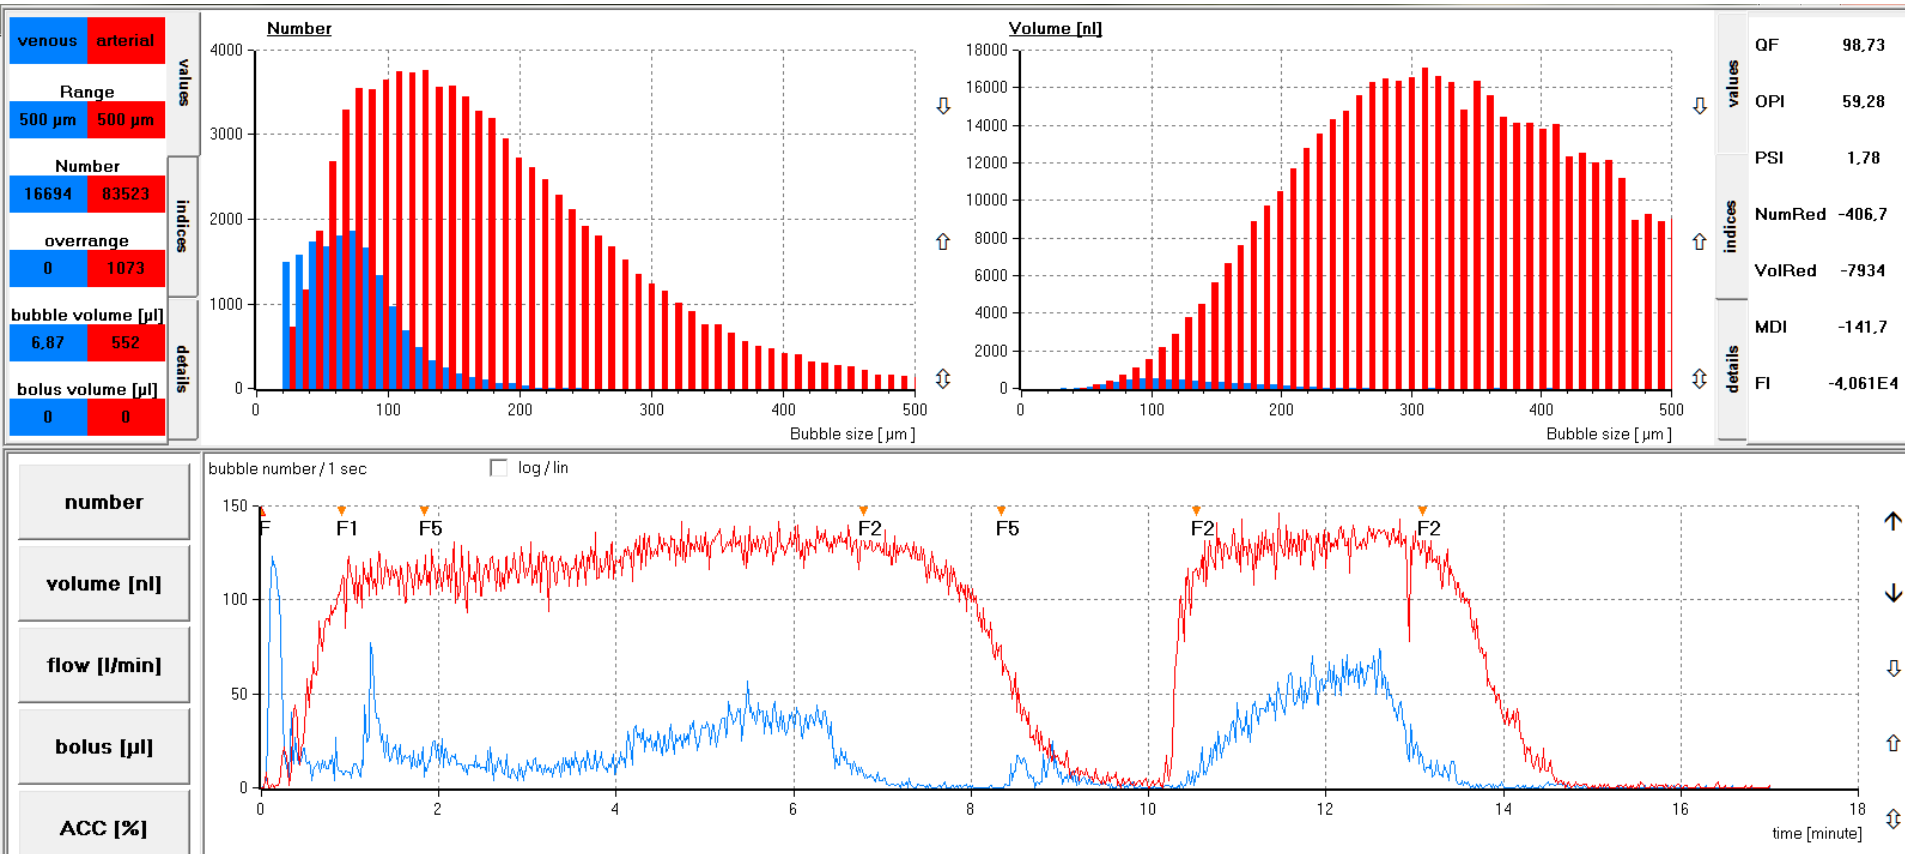 venous arterial
Range
500 µm 500 µm
Number
16694 83523
overrange
0 1073
bubble volume [µl]
6,87 552
bolus volume [µl]
0 0
values
indices
details
Number
4000
3000
2000
1000
0
0 100 200 300 400 500
Bubble size [ µm ]
Volume [nl]
18000
16000
14000
12000
10000
8000
6000
4000
2000
0
0 100 200 300 400 500
Bubble size [ µm ]
values
indices
details
QF 98,73
OPI 59,28
PSI 1,78
NumRed -406,7
VolRed -7934
MDI -141,7
FI -4,061E4
number
volume [nl]
flow [l/min]
bolus [µl]
ACC [%]
bubble number / 1 sec log / lin
F F1 F5 F2 F5 F2 F2
150
100
50
0
0 2 4 6 8 10 12 14 16 18
time [minute]